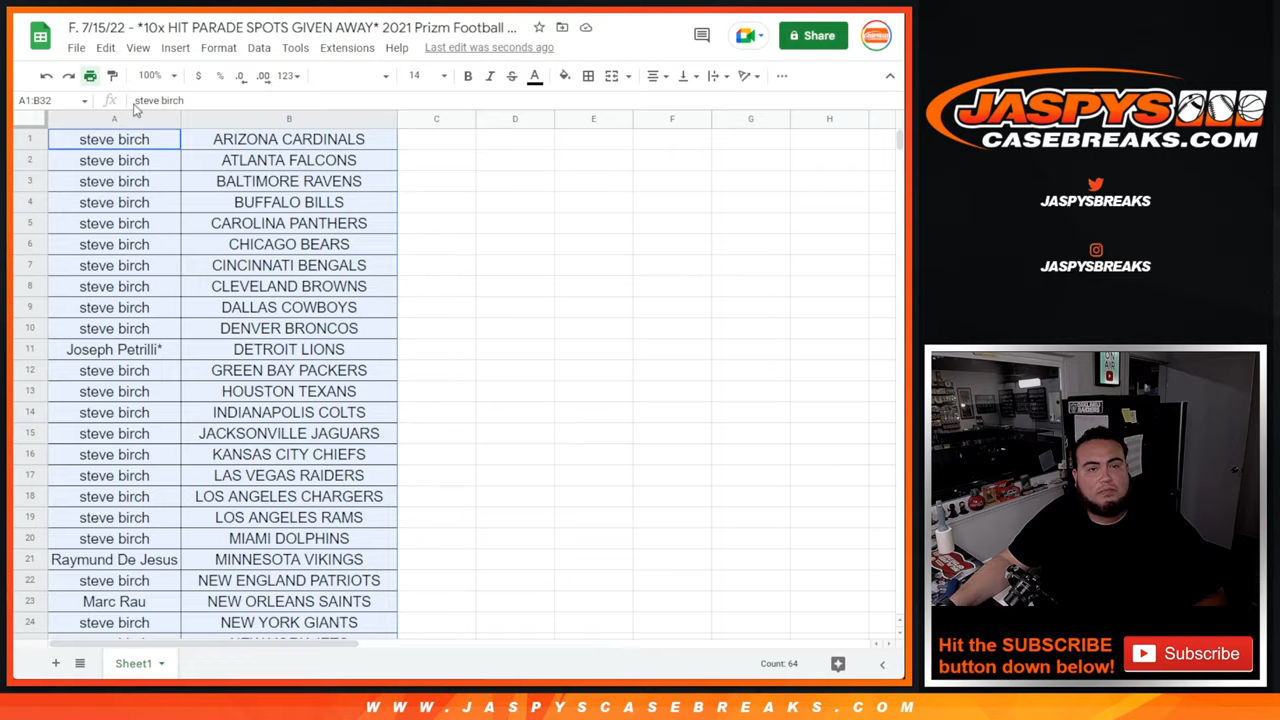 F. 7/15/22 - *10x HIT PARADE SPOTS GIVEN AWAY* 2021 Prizm Football ...
File Edit View Insert Format Data Tools Extensions Help Last edit was seconds ago
Share
100% $ % .0 .00 123 14 B I S A
A1:B32 fx steve birch
A B C D E F G H
1 steve birch ARIZONA CARDINALS
2 steve birch ATLANTA FALCONS
3 steve birch BALTIMORE RAVENS
4 steve birch BUFFALO BILLS
5 steve birch CAROLINA PANTHERS
6 steve birch CHICAGO BEARS
7 steve birch CINCINNATI BENGALS
8 steve birch CLEVELAND BROWNS
9 steve birch DALLAS COWBOYS
10 steve birch DENVER BRONCOS
11 Joseph Petrilli* DETROIT LIONS
12 steve birch GREEN BAY PACKERS
13 steve birch HOUSTON TEXANS
14 steve birch INDIANAPOLIS COLTS
15 steve birch JACKSONVILLE JAGUARS
16 steve birch KANSAS CITY CHIEFS
17 steve birch LAS VEGAS RAIDERS
18 steve birch LOS ANGELES CHARGERS
19 steve birch LOS ANGELES RAMS
20 steve birch MIAMI DOLPHINS
21 Raymund De Jesus MINNESOTA VIKINGS
22 steve birch NEW ENGLAND PATRIOTS
23 Marc Rau NEW ORLEANS SAINTS
24 steve birch NEW YORK GIANTS
Sheet1
Count: 64
JASPYS
CASEBREAKS.COM
JASPYSBREAKS
JASPYSBREAKS
ON AIR
Hit the SUBSCRIBE
button down below!
Subscribe
WWW.JASPYSCASEBREAKS.COM